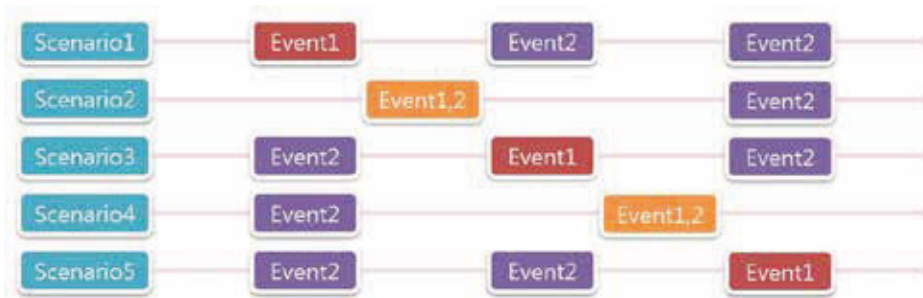 Scenario1 Event1 Event2 Event2
Scenario2 Event1,2 Event2
Scenario3 Event2 Event1 Event2
Scenario4 Event2 Event1,2
Scenario5 Event2 Event2 Event1